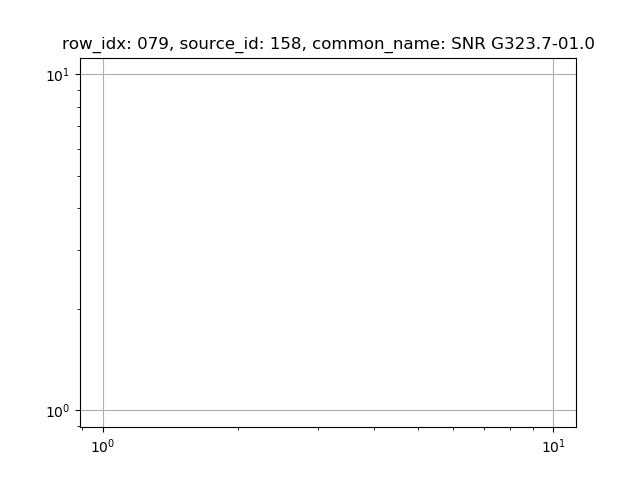 row_idx: 079, source_id: 158, common_name: SNR G323.7-01.0
10¹
10⁰
10⁰ 10¹